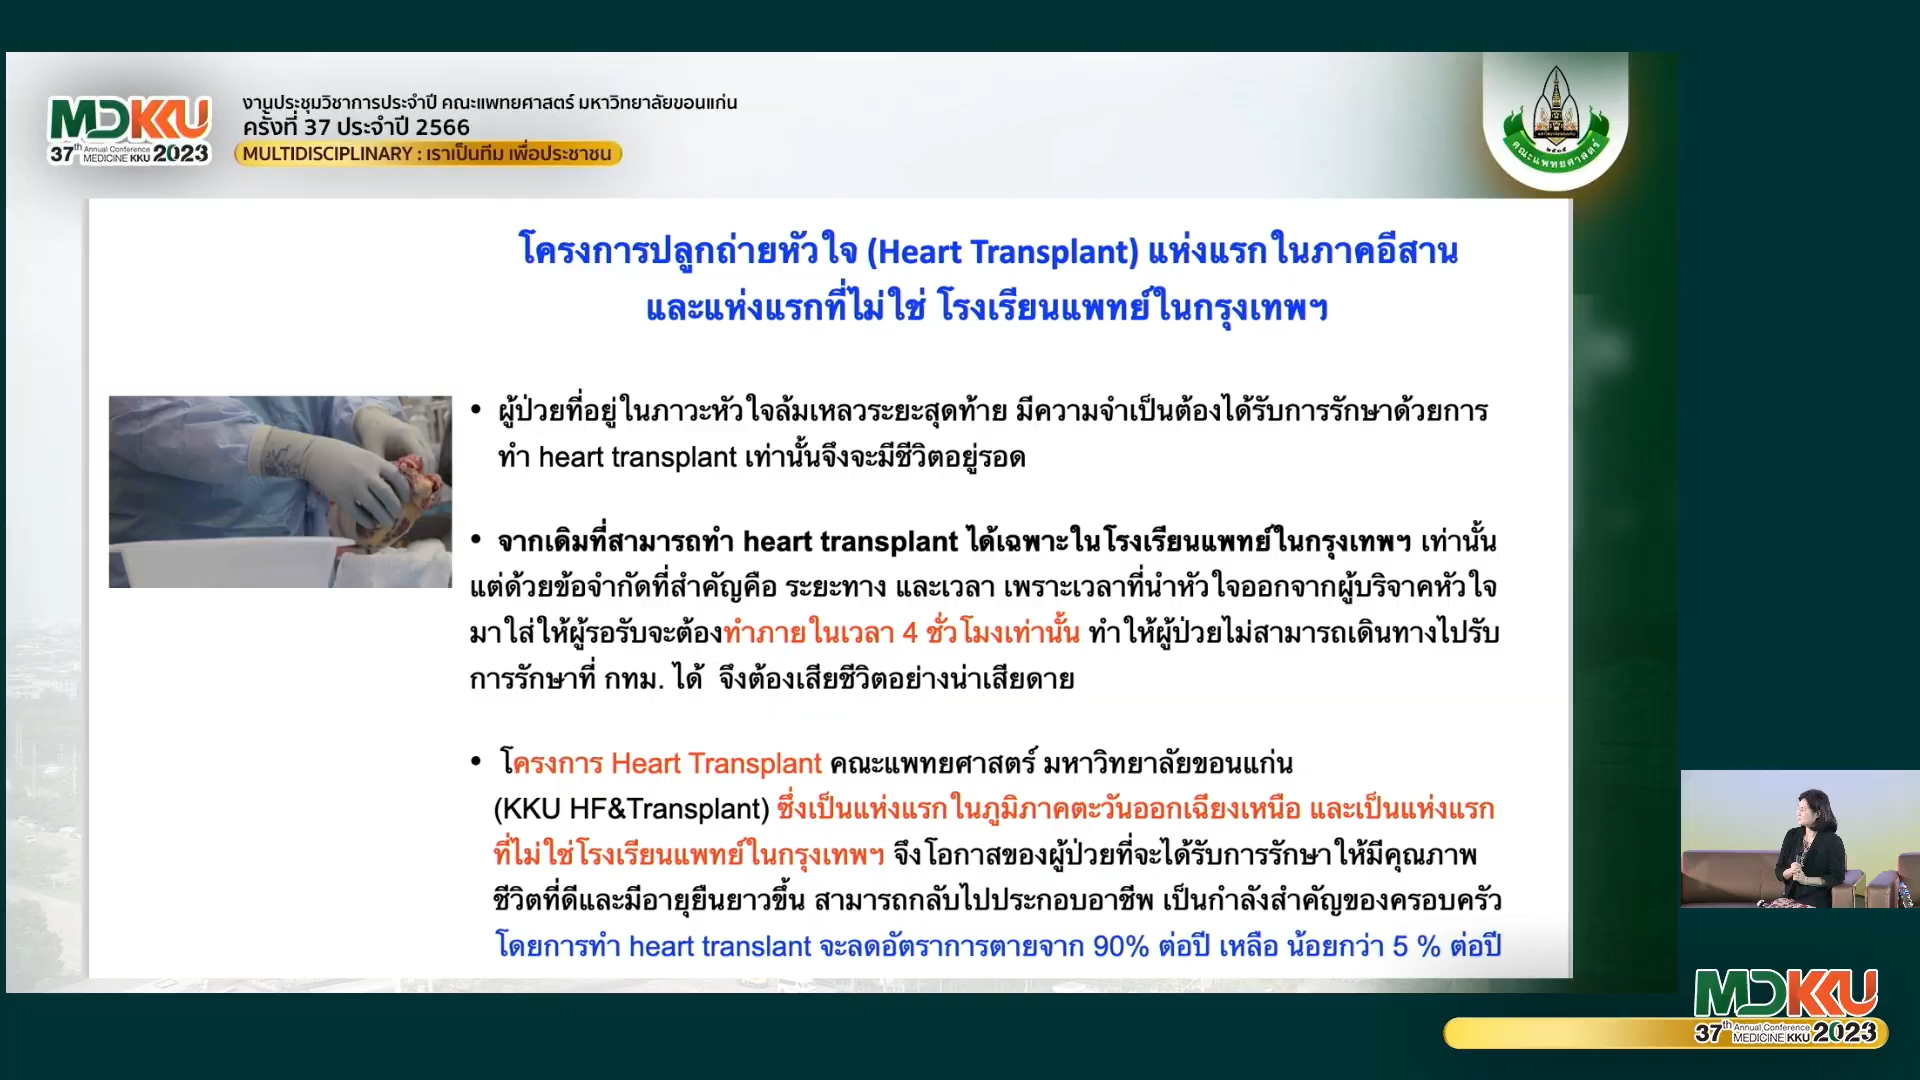 MDKKU
37th Annual Conference MEDICINE KKU 2023
งานประชุมวิชาการประจำปี คณะแพทยศาสตร์ มหาวิทยาลัยขอนแก่น
ครั้งที่ 37 ประจำปี 2566
MULTIDISCIPLINARY : เราเป็นทีม เพื่อประชาชน
คณะแพทยศาสตร์
โครงการปลูกถ่ายหัวใจ (Heart Transplant) แห่งแรกในภาคอีสาน
และแห่งแรกที่ไม่ใช่ โรงเรียนแพทย์ในกรุงเทพฯ
• ผู้ป่วยที่อยู่ในภาวะหัวใจล้มเหลวระยะสุดท้าย มีความจำเป็นต้องได้รับการรักษาด้วยการ
ทำ heart transplant เท่านั้นจึงจะมีชีวิตอยู่รอด
• จากเดิมที่สามารถทำ heart transplant ได้เฉพาะในโรงเรียนแพทย์ในกรุงเทพฯ เท่านั้น
แต่ด้วยข้อจำกัดที่สำคัญคือ ระยะทาง และเวลา เพราะเวลาที่นำหัวใจออกจากผู้บริจาคหัวใจ
มาใส่ให้ผู้รอรับจะต้องทำภายในเวลา 4 ชั่วโมงเท่านั้น ทำให้ผู้ป่วยไม่สามารถเดินทางไปรับ
การรักษาที่ กทม. ได้ จึงต้องเสียชีวิตอย่างน่าเสียดาย
• โครงการ Heart Transplant คณะแพทยศาสตร์ มหาวิทยาลัยขอนแก่น
(KKU HF&Transplant) ซึ่งเป็นแห่งแรกในภูมิภาคตะวันออกเฉียงเหนือ และเป็นแห่งแรก
ที่ไม่ใช่โรงเรียนแพทย์ในกรุงเทพฯ จึงโอกาสของผู้ป่วยที่จะได้รับการรักษาให้มีคุณภาพ
ชีวิตที่ดีและมีอายุยืนยาวขึ้น สามารถกลับไปประกอบอาชีพ เป็นกำลังสำคัญของครอบครัว
โดยการทำ heart translant จะลดอัตราการตายจาก 90% ต่อปี เหลือ น้อยกว่า 5 % ต่อปี
MDKKU
37th Annual Conference MEDICINE KKU 2023